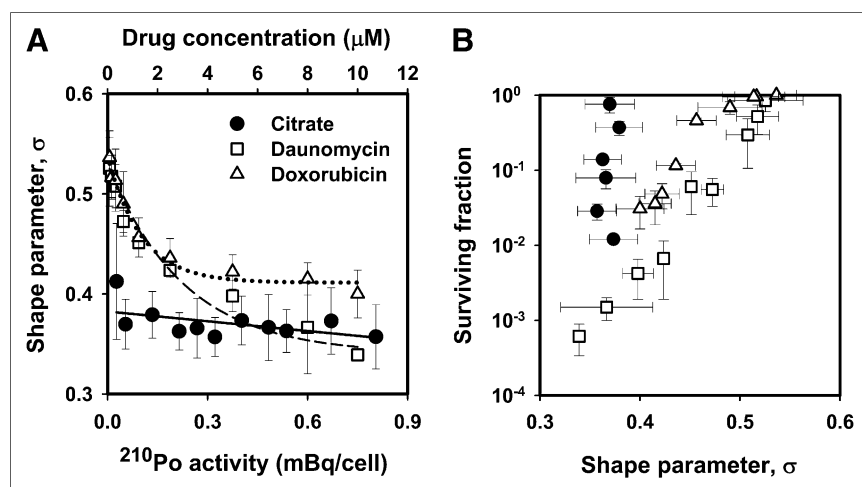 A
Drug concentration (μM)
0 2 4 6 8 10 12
0.6
0.5
0.4
0.3
Shape parameter, σ
Citrate
Daunomycin
Doxorubicin
0.0 0.3 0.6 0.9
²¹⁰Po activity (mBq/cell)
B
10⁰
10⁻¹
10⁻²
10⁻³
10⁻⁴
Surviving fraction
0.3 0.4 0.5 0.6
Shape parameter, σ